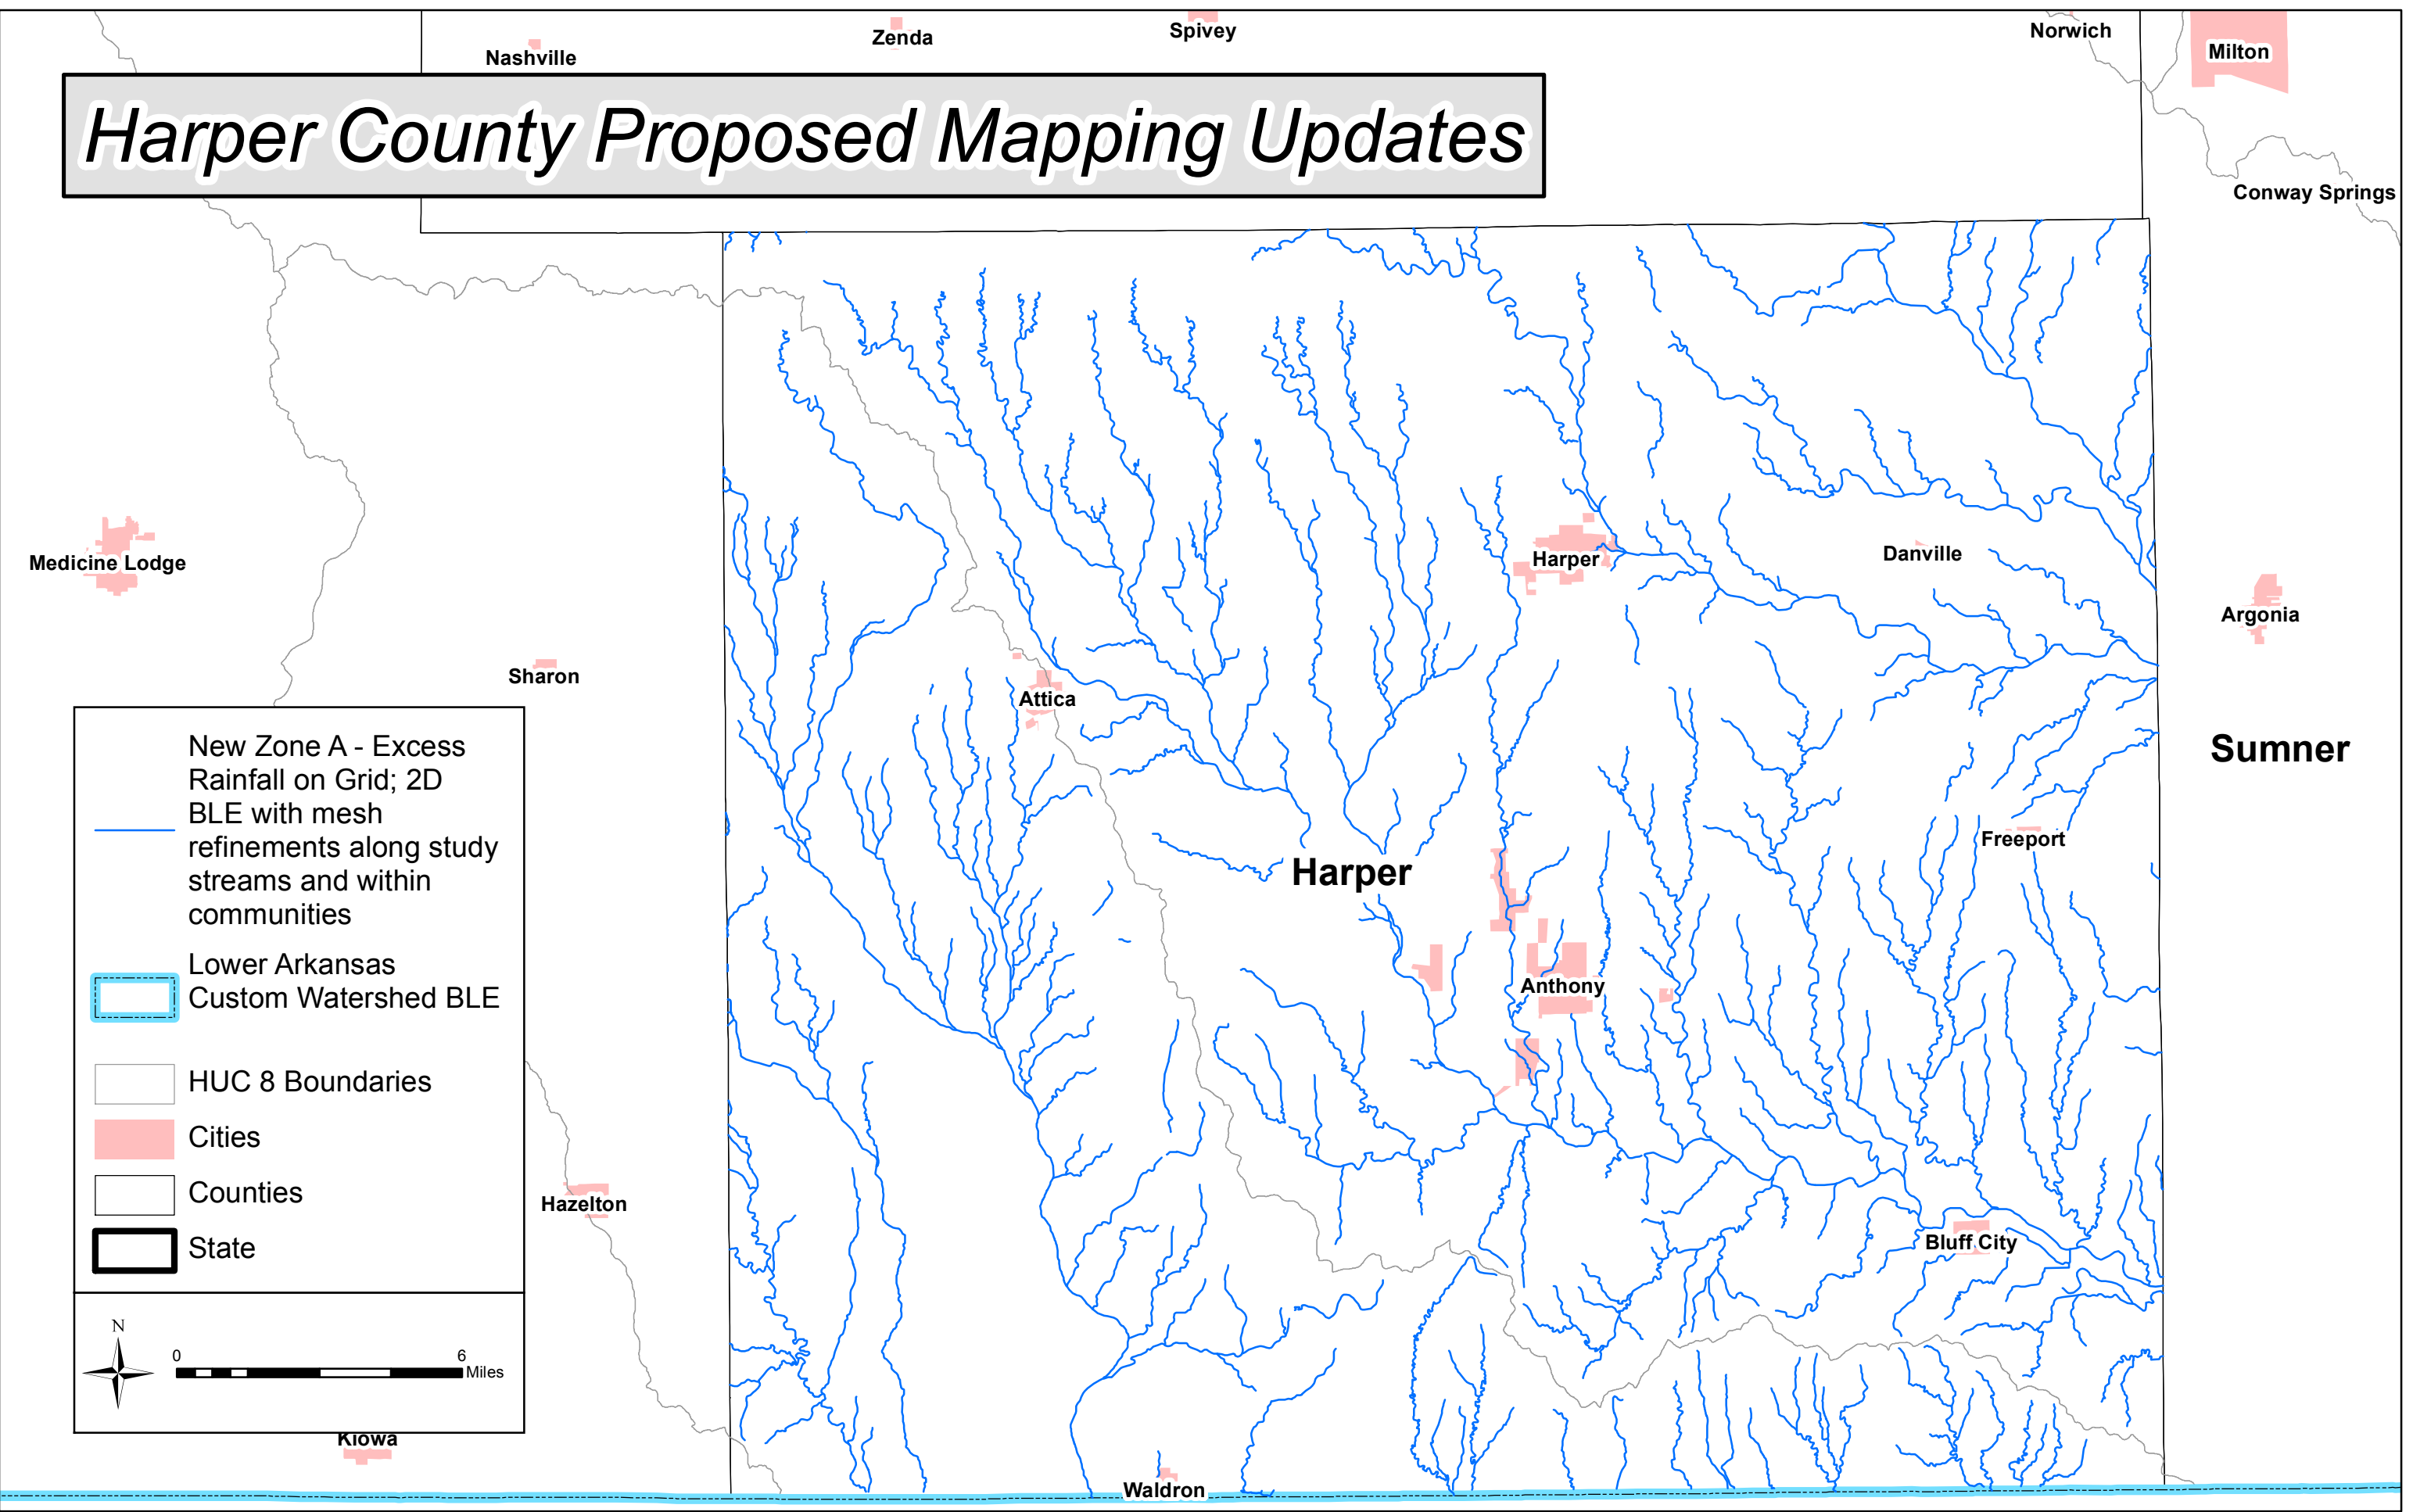 Nashville
Zenda
Spivey
Norwich
Milton
Harper County Proposed Mapping Updates
Conway Springs
Medicine Lodge
Harper
Danville
Argonia
Sharon
Attica
Sumner
Freeport
Harper
Anthony
Hazelton
Bluff City
Kiowa
Waldron
New Zone A - Excess
Rainfall on Grid; 2D
BLE with mesh
refinements along study
streams and within
communities
Lower Arkansas
Custom Watershed BLE
HUC 8 Boundaries
Cities
Counties
State
N
0 6
Miles